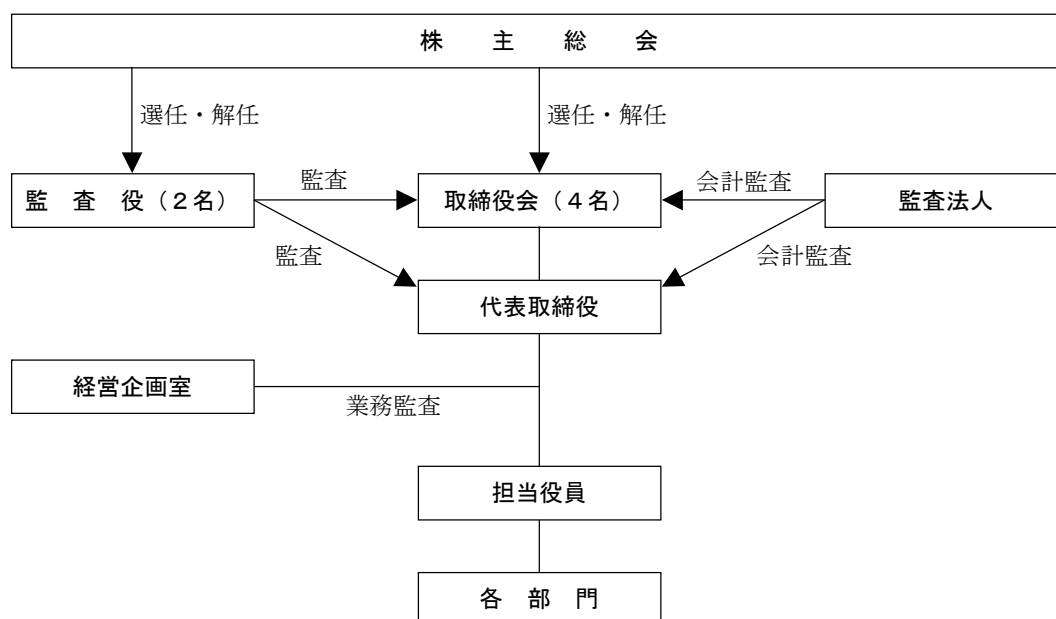 株 主 総 会
選任・解任
選任・解任
監 査 役（２名）
監査
取締役会（４名）
会計監査
監査法人
監査
会計監査
代表取締役
経営企画室
業務監査
担当役員
各 部 門